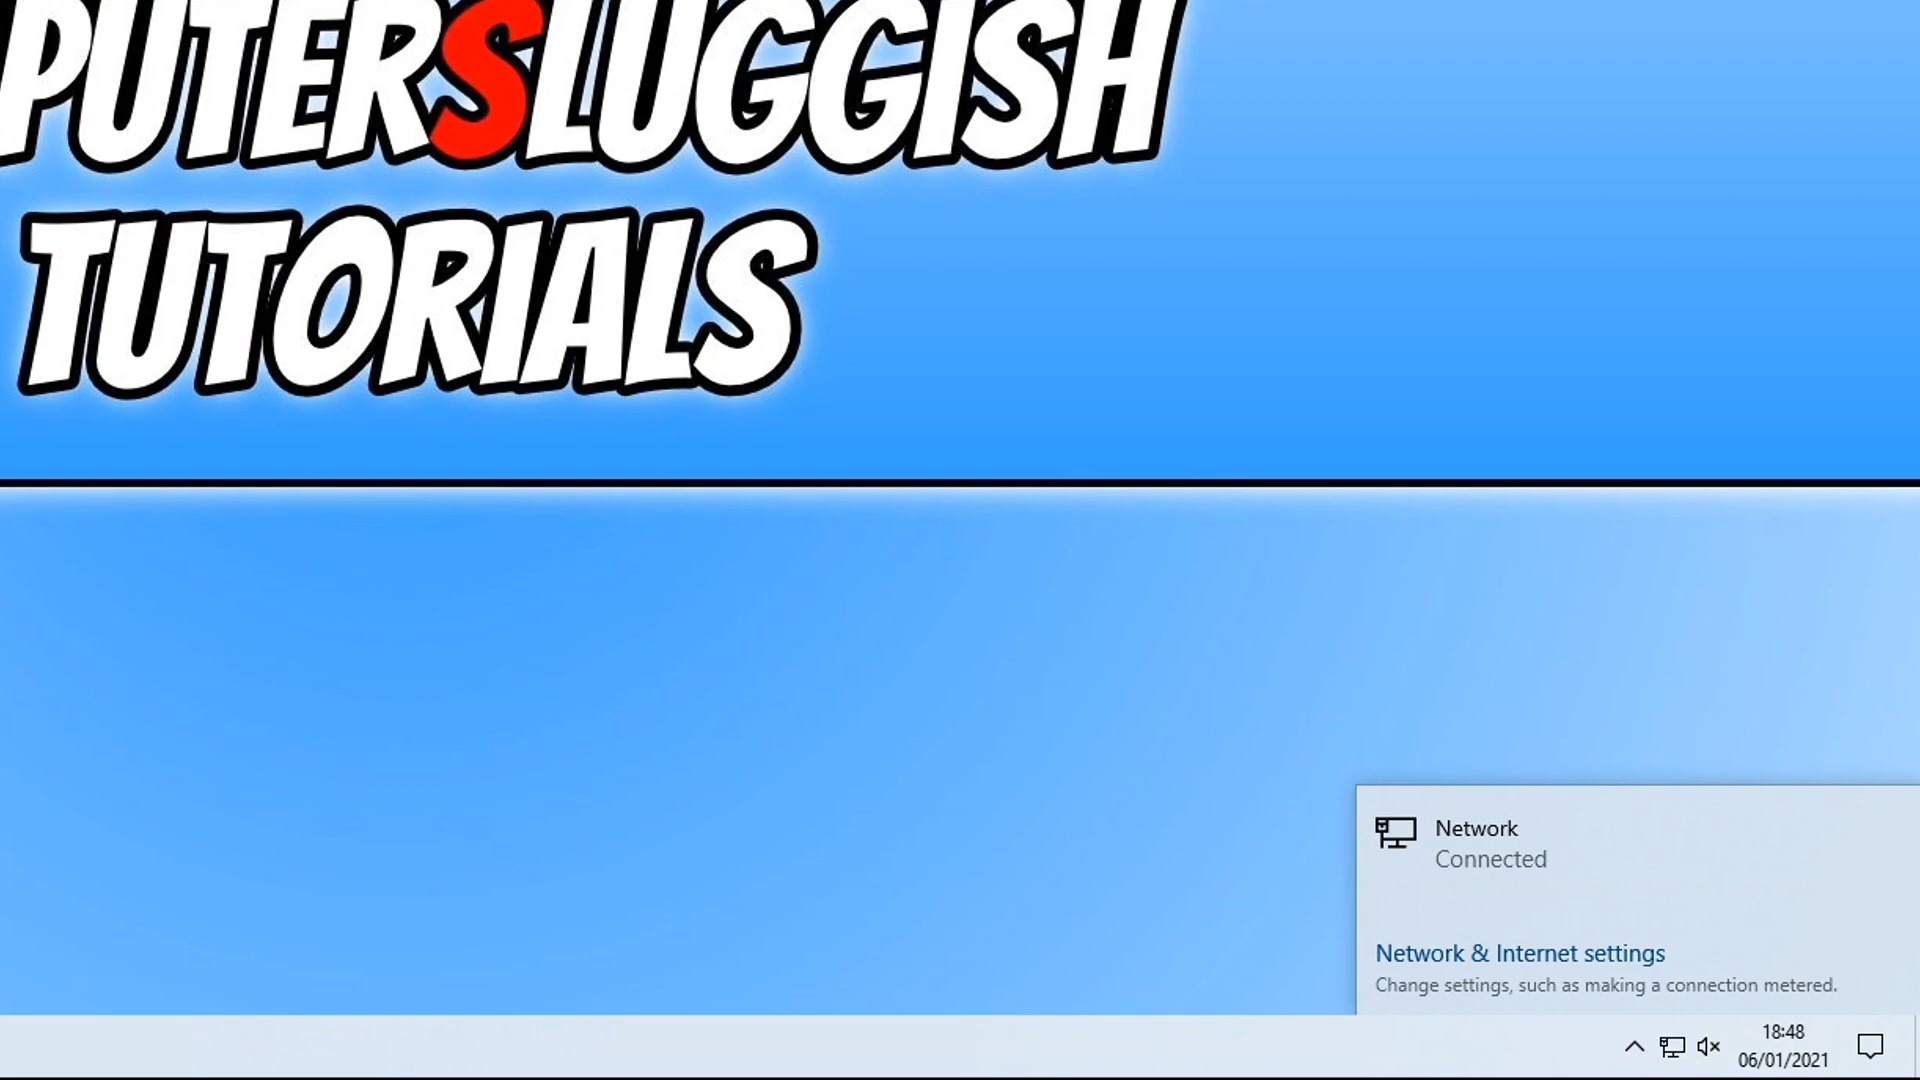 PUTERSLUGGISH
TUTORIALS
Network
Connected
Network & Internet settings
Change settings, such as making a connection metered.
18:48
06/01/2021